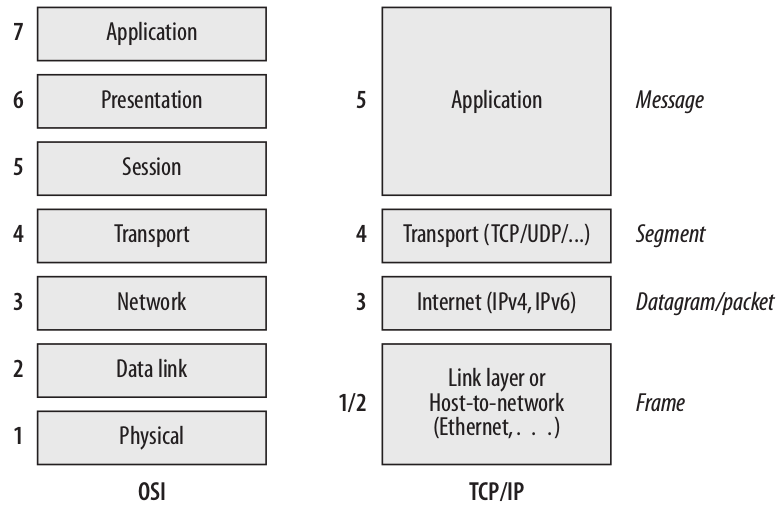 7 Application
6 Presentation
5 Session
4 Transport
3 Network
2 Data link
1 Physical
OSI
5 Application Message
4 Transport (TCP/UDP/...) Segment
3 Internet (IPv4, IPv6) Datagram/packet
Link layer or
1/2 Host-to-network Frame
(Ethernet, . . .)
TCP/IP